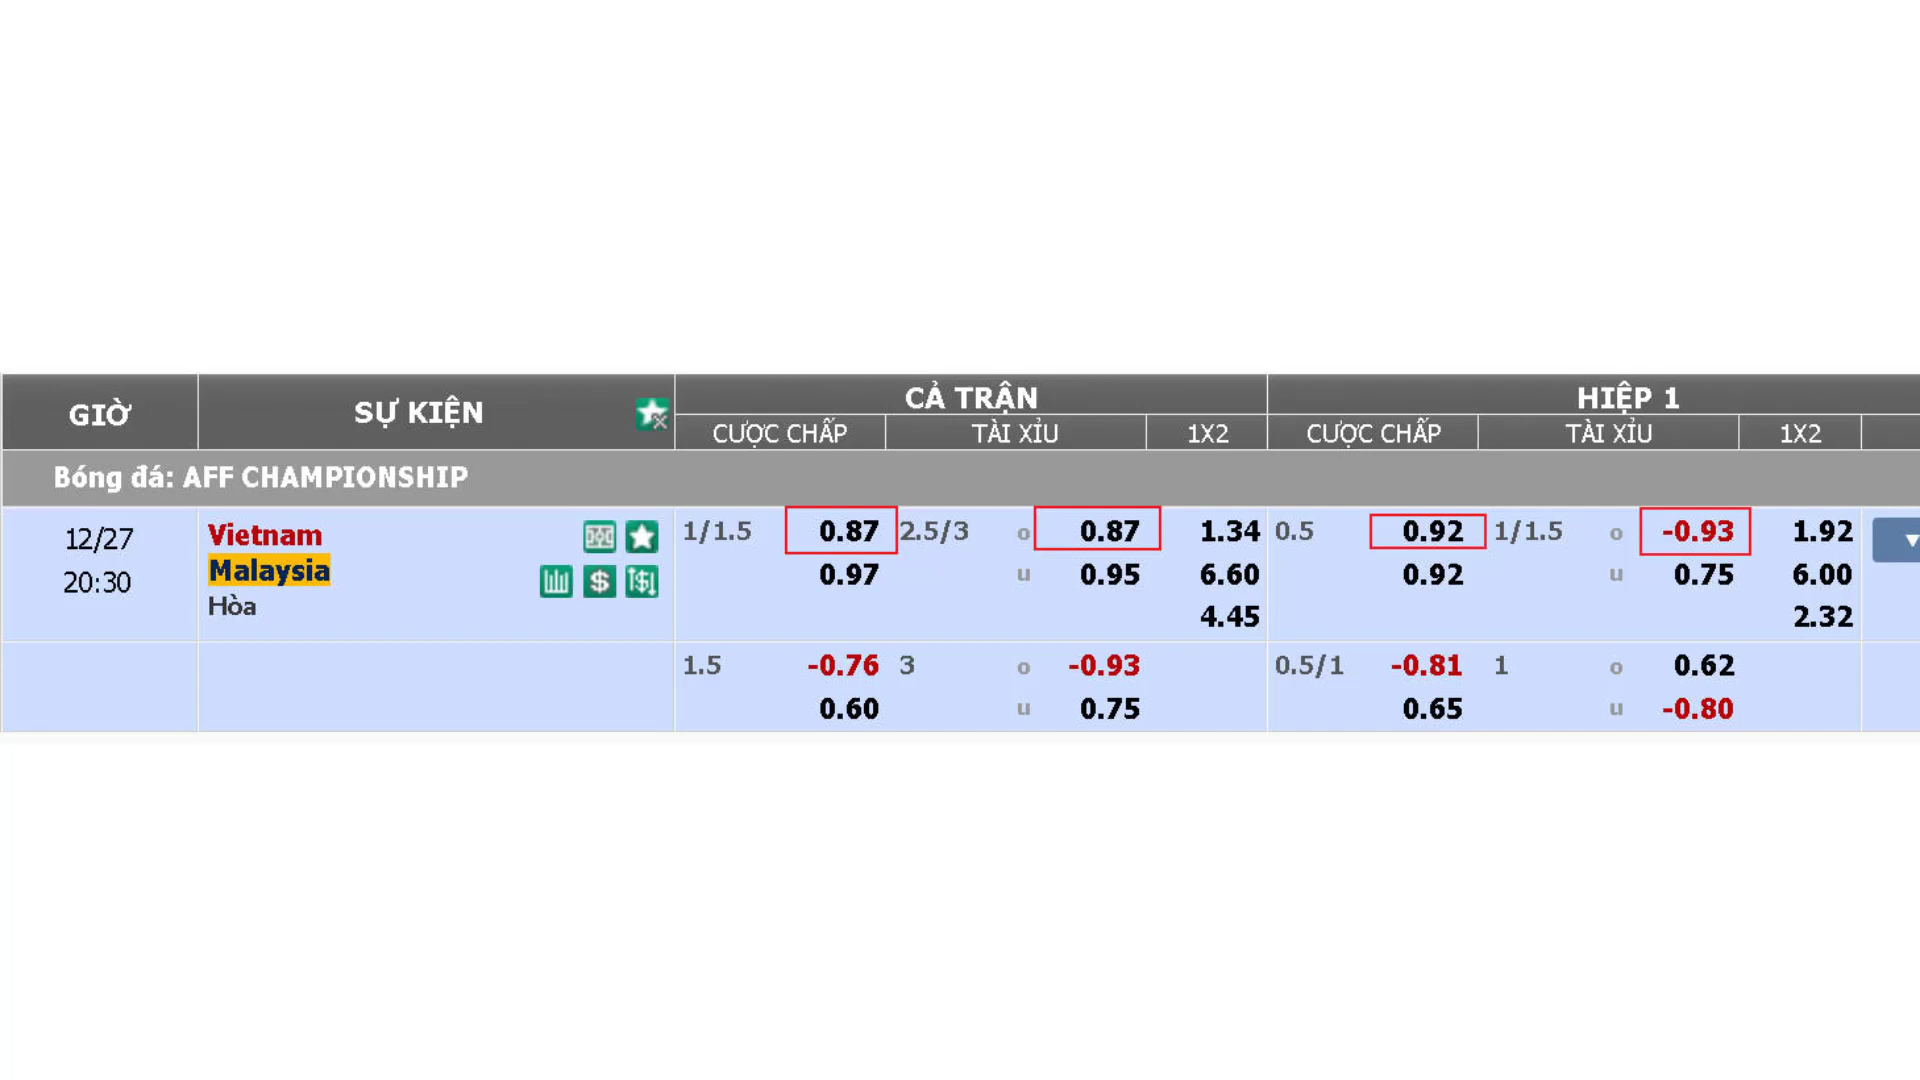 GIỜ SỰ KIỆN CẢ TRẬN HIỆP 1
CƯỢC CHẤP TÀI XỈU 1X2 CƯỢC CHẤP TÀI XỈU 1X2
Bóng đá: AFF CHAMPIONSHIP
12/27 Vietnam 1/1.5 0.87 2.5/3 o 0.87 1.34 0.5 0.92 1/1.5 o -0.93 1.92
20:30 Malaysia $ $ 0.97 u 0.95 6.60 0.92 u 0.75 6.00
Hòa 4.45 2.32
1.5 -0.76 3 o -0.93 0.5/1 -0.81 1 o 0.62
0.60 u 0.75 0.65 u -0.80